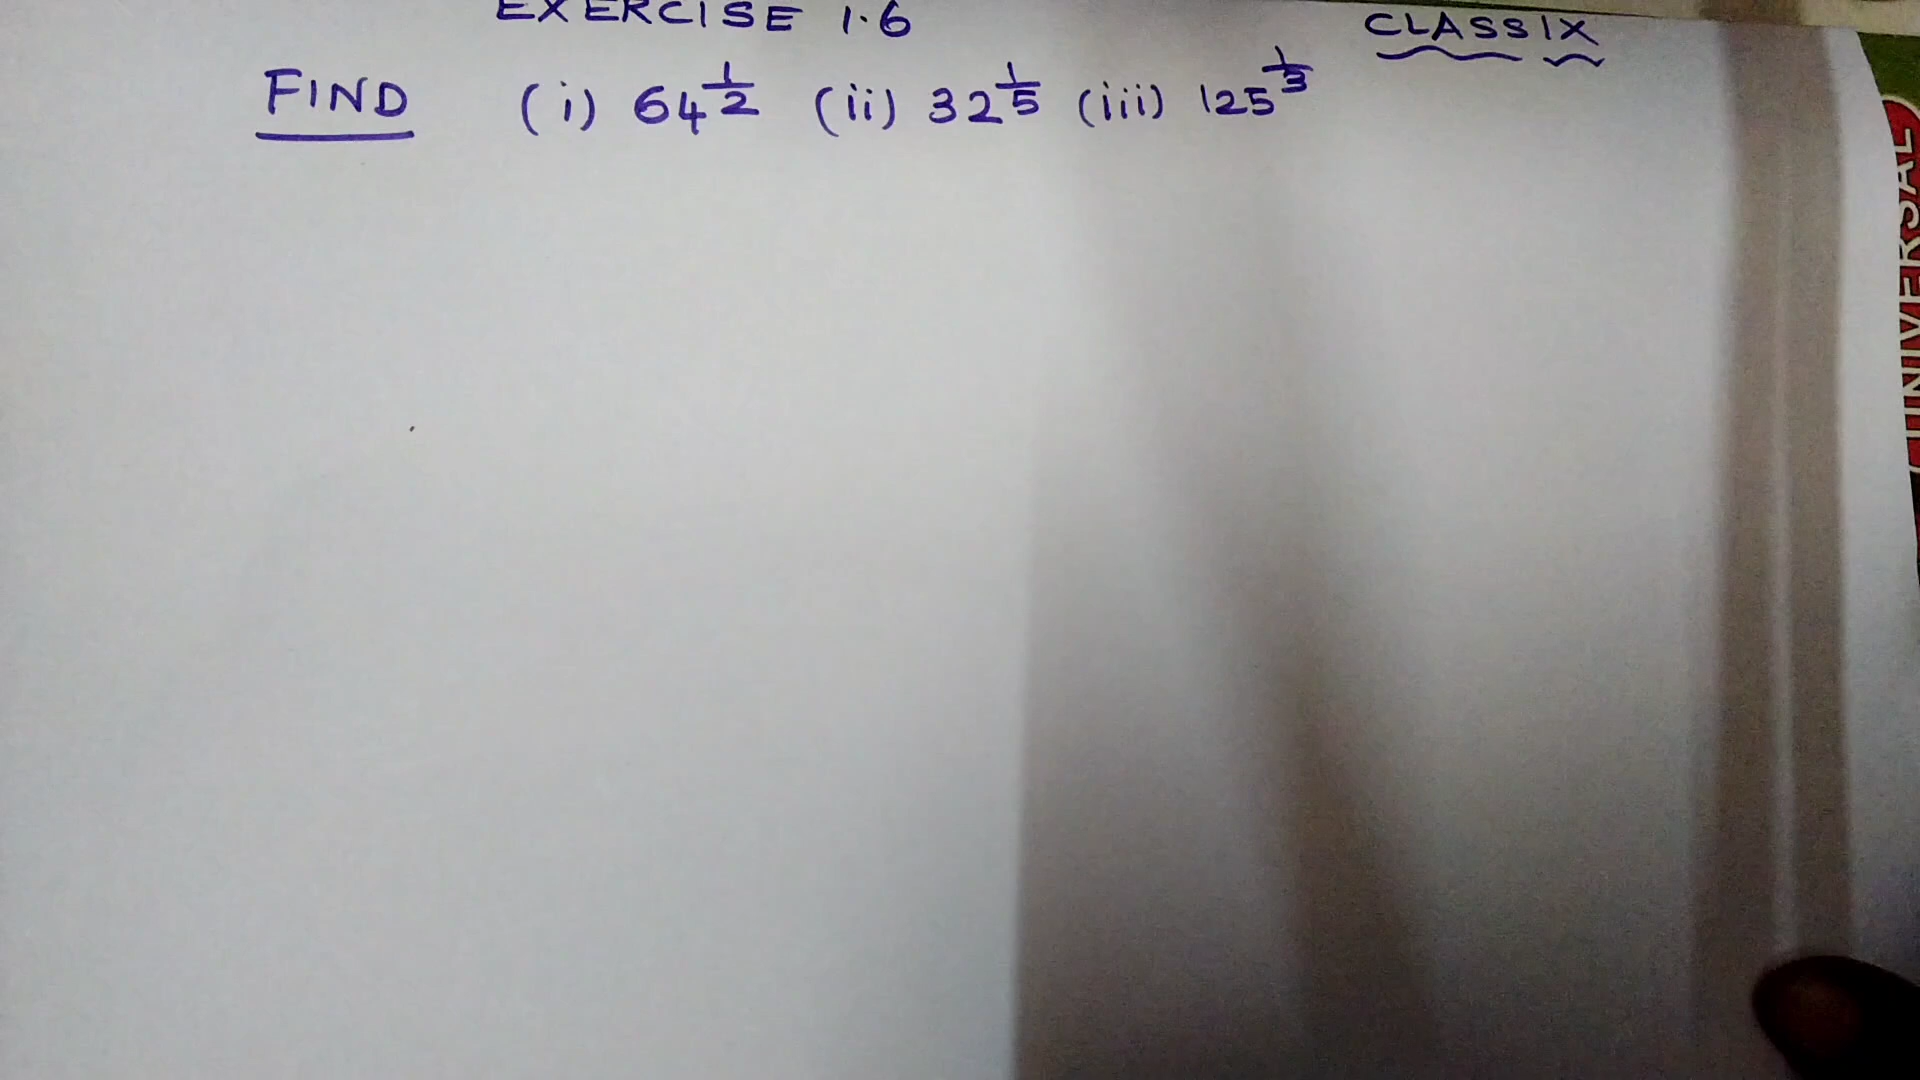 EXERCISE 1.6
CLASS IX
FIND (i) 64^1/2 (ii) 32^1/5 (iii) 125^1/3
UNIVERSAL